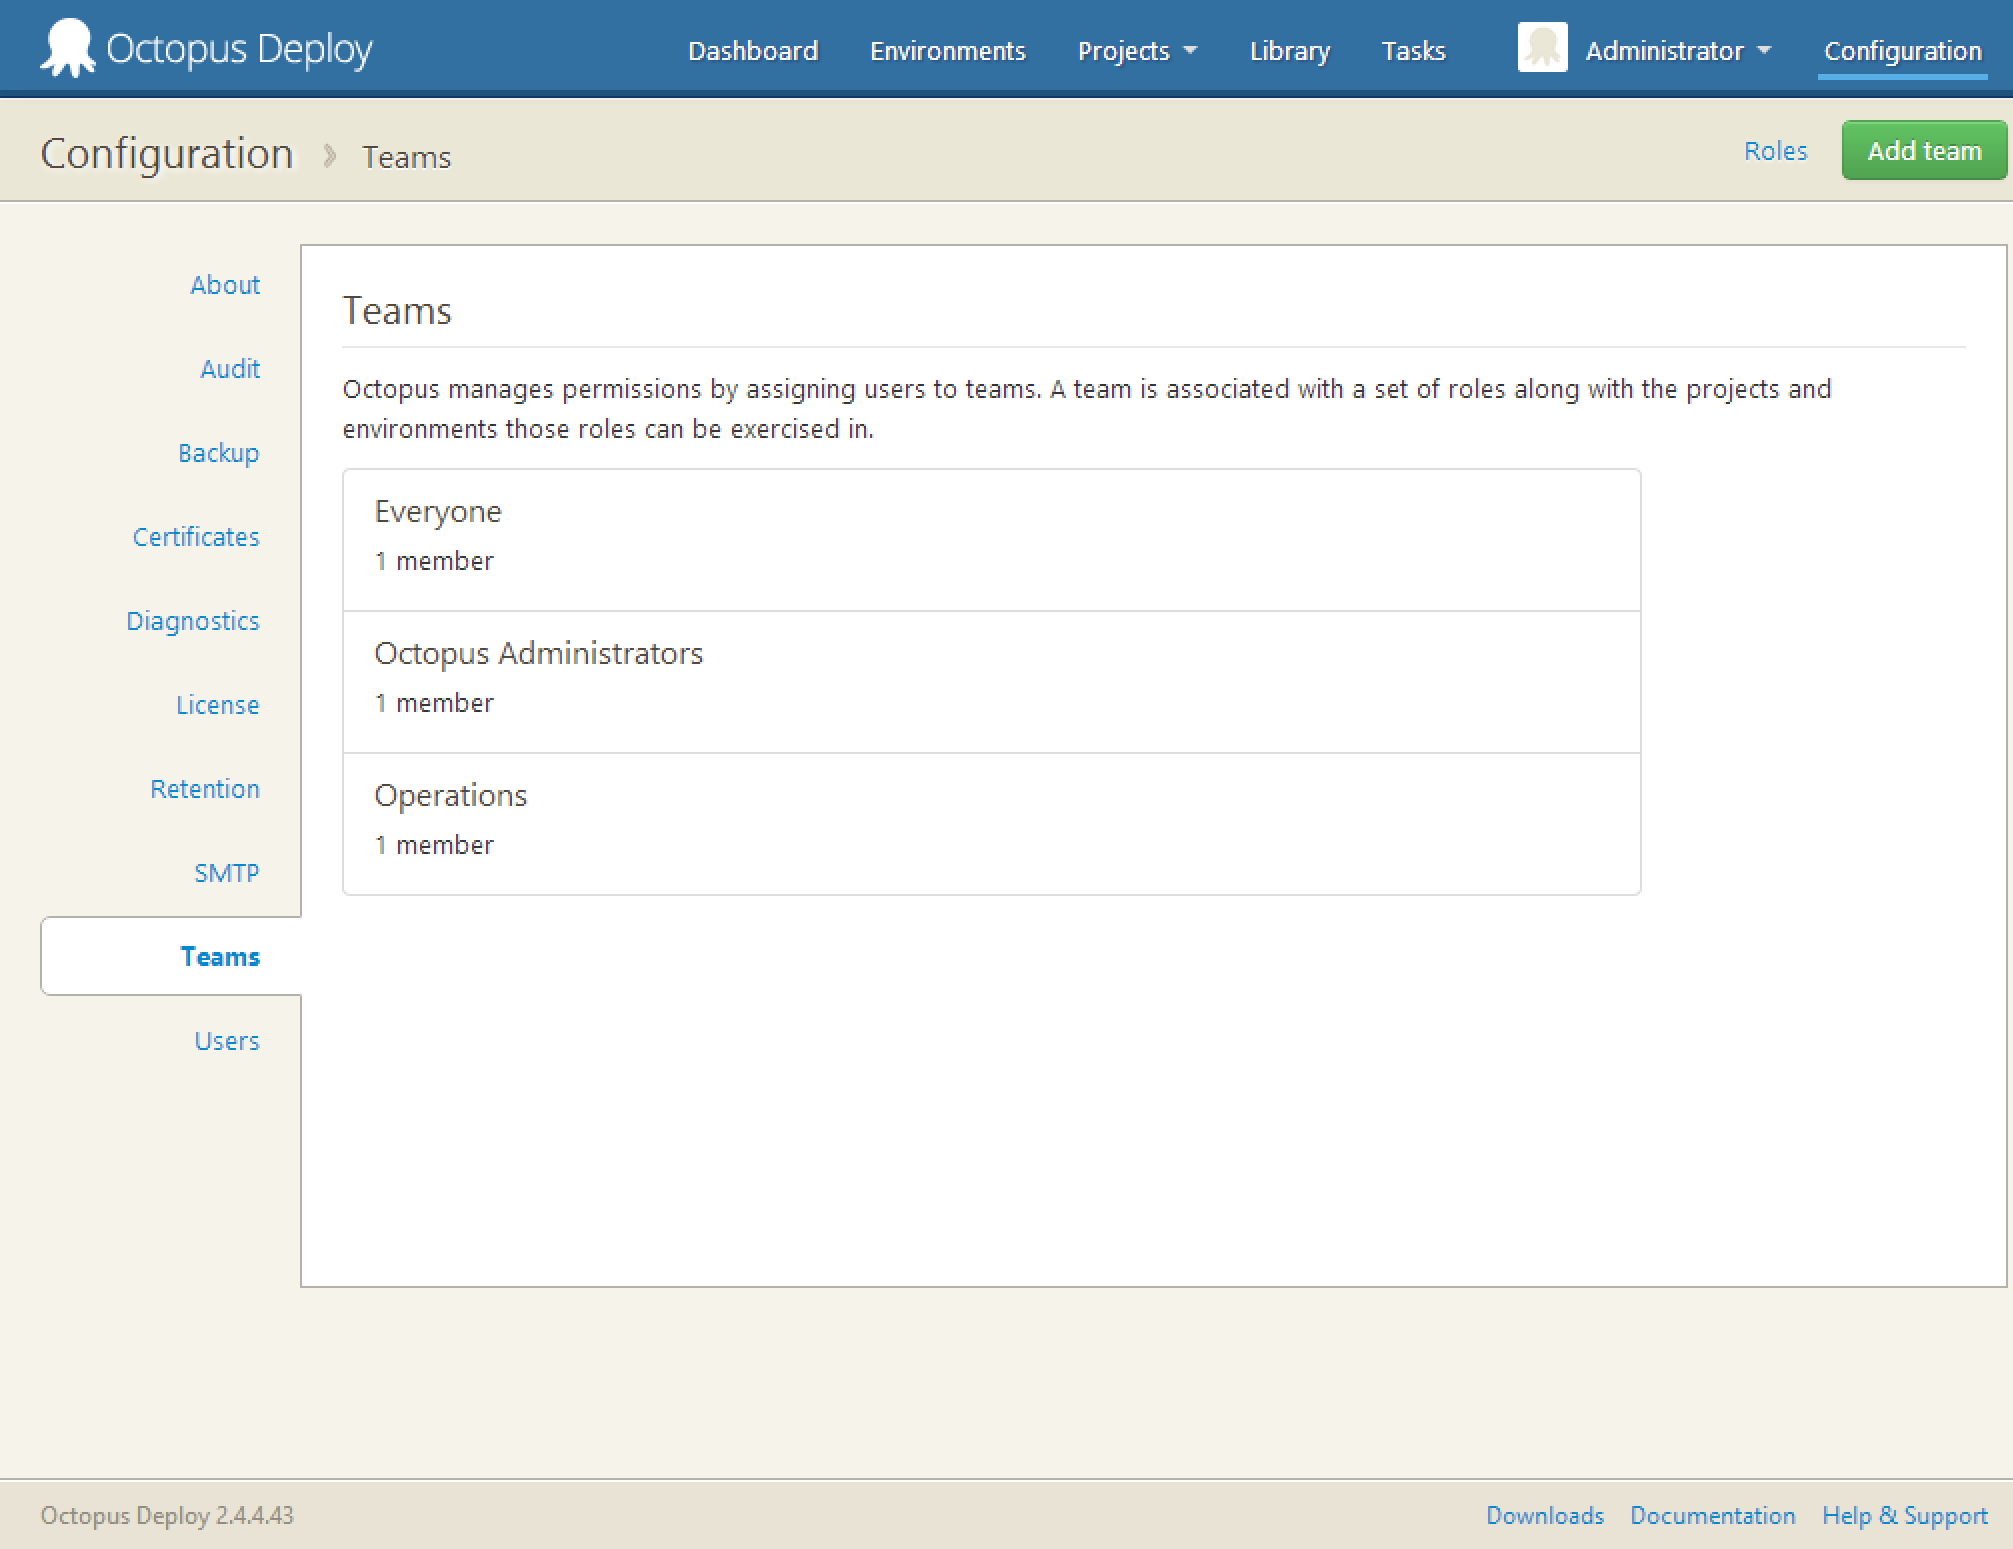 Octopus Deploy
Dashboard Environments Projects Library Tasks Administrator Configuration
Configuration Teams Roles Add team
About
Audit
Backup
Certificates
Diagnostics
License
Retention
SMTP
Teams
Users
Teams
Octopus manages permissions by assigning users to teams. A team is associated with a set of roles along with the projects and
environments those roles can be exercised in.
Everyone
1 member
Octopus Administrators
1 member
Operations
1 member
Octopus Deploy 2.4.4.43
Downloads Documentation Help & Support